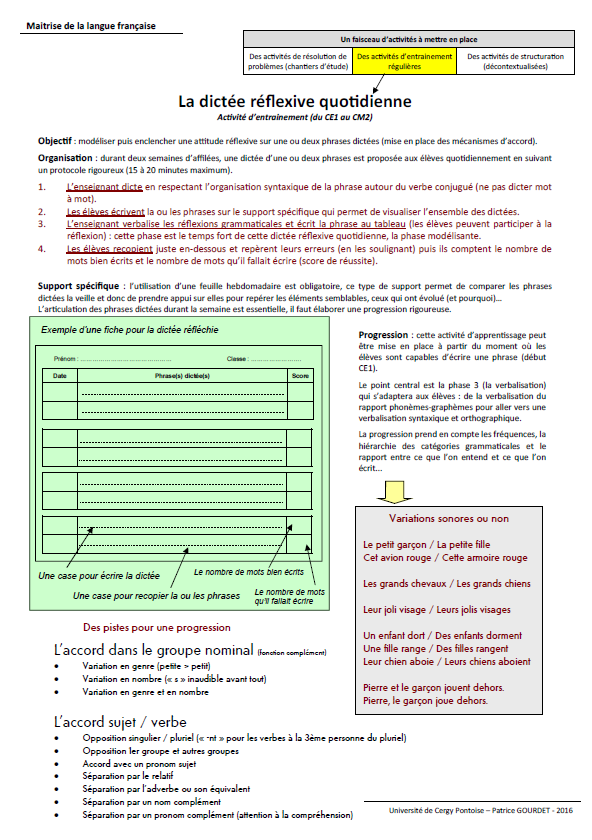 Maitrise de la langue française
Un faisceau d'activités à mettre en place
Des activités de résolution de problèmes (chantiers d'étude)
Des activités d'entrainement régulières
Des activités de structuration (décontextualisées)
La dictée réflexive quotidienne
Activité d'entrainement (du CE1 au CM2)
Objectif : modéliser puis enclencher une attitude réflexive sur une ou deux phrases dictées (mise en place des mécanismes d'accord).
Organisation : durant deux semaines d'affilées, une dictée d'une ou deux phrases est proposée aux élèves quotidiennement en suivant
un protocole rigoureux (15 à 20 minutes maximum).
1. L'enseignant dicte en respectant l'organisation syntaxique de la phrase autour du verbe conjugué (ne pas dicter mot
à mot).
2. Les élèves écrivent la ou les phrases sur le support spécifique qui permet de visualiser l'ensemble des dictées.
3. L'enseignant verbalise les réflexions grammaticales et écrit la phrase au tableau (les élèves peuvent participer à la
réflexion) : cette phase est le temps fort de cette dictée réflexive quotidienne, la phase modélisante.
4. Les élèves recopient juste en-dessous et repèrent leurs erreurs (en les soulignant) puis ils comptent le nombre de
mots bien écrits et le nombre de mots qu'il fallait écrire (score de réussite).
Support spécifique : l'utilisation d'une feuille hebdomadaire est obligatoire, ce type de support permet de comparer les phrases
dictées la veille et donc de prendre appui sur elles pour repérer les éléments semblables, ceux qui ont évolué (et pourquoi)...
L'articulation des phrases dictées durant la semaine est essentielle, il faut élaborer une progression rigoureuse.
Exemple d'une fiche pour la dictée réfléchie
Prénom : ............................................ Classe : ........................
Date Phrase(s) dictée(s) Score
Une case pour écrire la dictée
Le nombre de mots bien écrits
Une case pour recopier la ou les phrases
Le nombre de mots
qu'il fallait écrire
Progression : cette activité d'apprentissage peut
être mise en place à partir du moment où les
élèves sont capables d'écrire une phrase (début
CE1).
Le point central est la phase 3 (la verbalisation)
qui s'adaptera aux élèves : de la verbalisation du
rapport phonèmes-graphèmes pour aller vers une
verbalisation syntaxique et orthographique.
La progression prend en compte les fréquences, la
hiérarchie des catégories grammaticales et le
rapport entre ce que l'on entend et ce que l'on
écrit...
Variations sonores ou non
Le petit garçon / La petite fille
Cet avion rouge / Cette armoire rouge
Les grands chevaux / Les grands chiens
Leur joli visage / Leurs jolis visages
Un enfant dort / Des enfants dorment
Une fille range / Des filles rangent
Leur chien aboie / Leurs chiens aboient
Pierre et le garçon jouent dehors.
Pierre, le garçon joue dehors.
Des pistes pour une progression
L'accord dans le groupe nominal (fonction complément)
• Variation en genre (petite > petit)
• Variation en nombre (« s » inaudible avant tout)
• Variation en genre et en nombre
L'accord sujet / verbe
• Opposition singulier / pluriel (« -nt » pour les verbes à la 3ème personne du pluriel)
• Opposition 1er groupe et autres groupes
• Accord avec un pronom sujet
• Séparation par le relatif
• Séparation par l'adverbe ou son équivalent
• Séparation par un nom complément
• Séparation par un pronom complément (attention à la compréhension)
Université de Cergy Pontoise – Patrice GOURDET - 2016